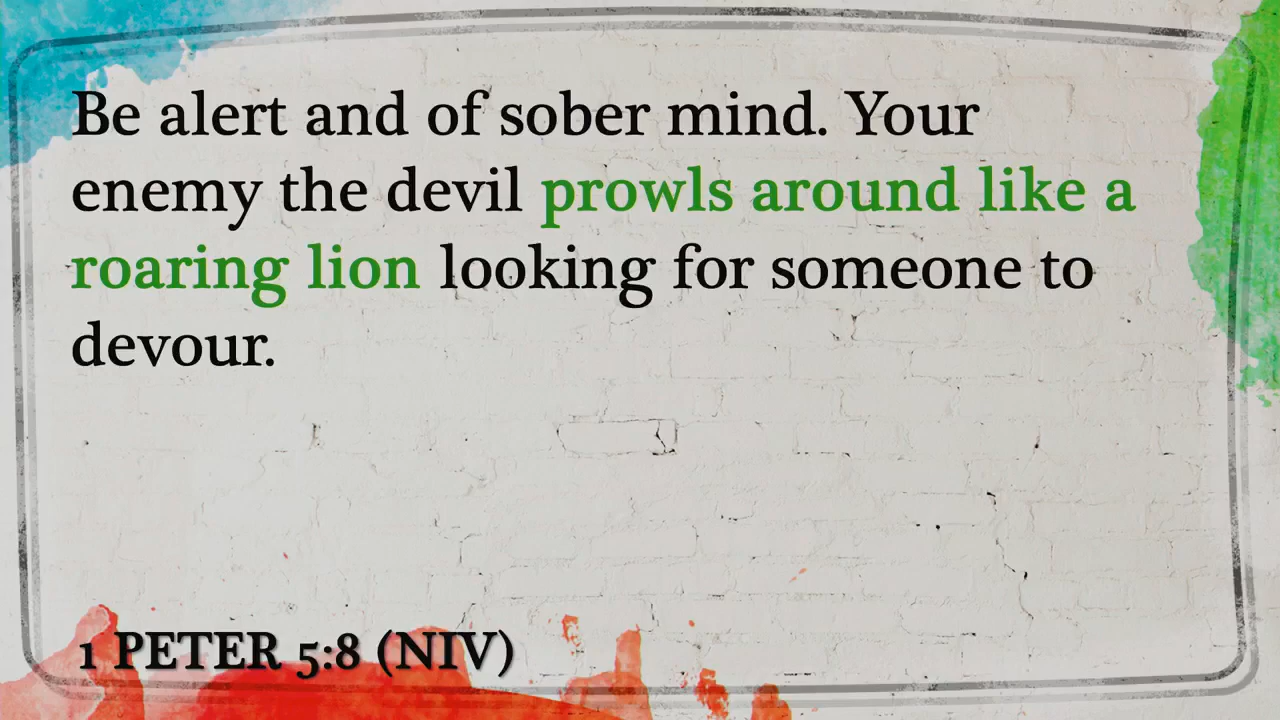 Be alert and of sober mind. Your
enemy the devil prowls around like a
roaring lion looking for someone to
devour.
1 PETER 5:8 (NIV)